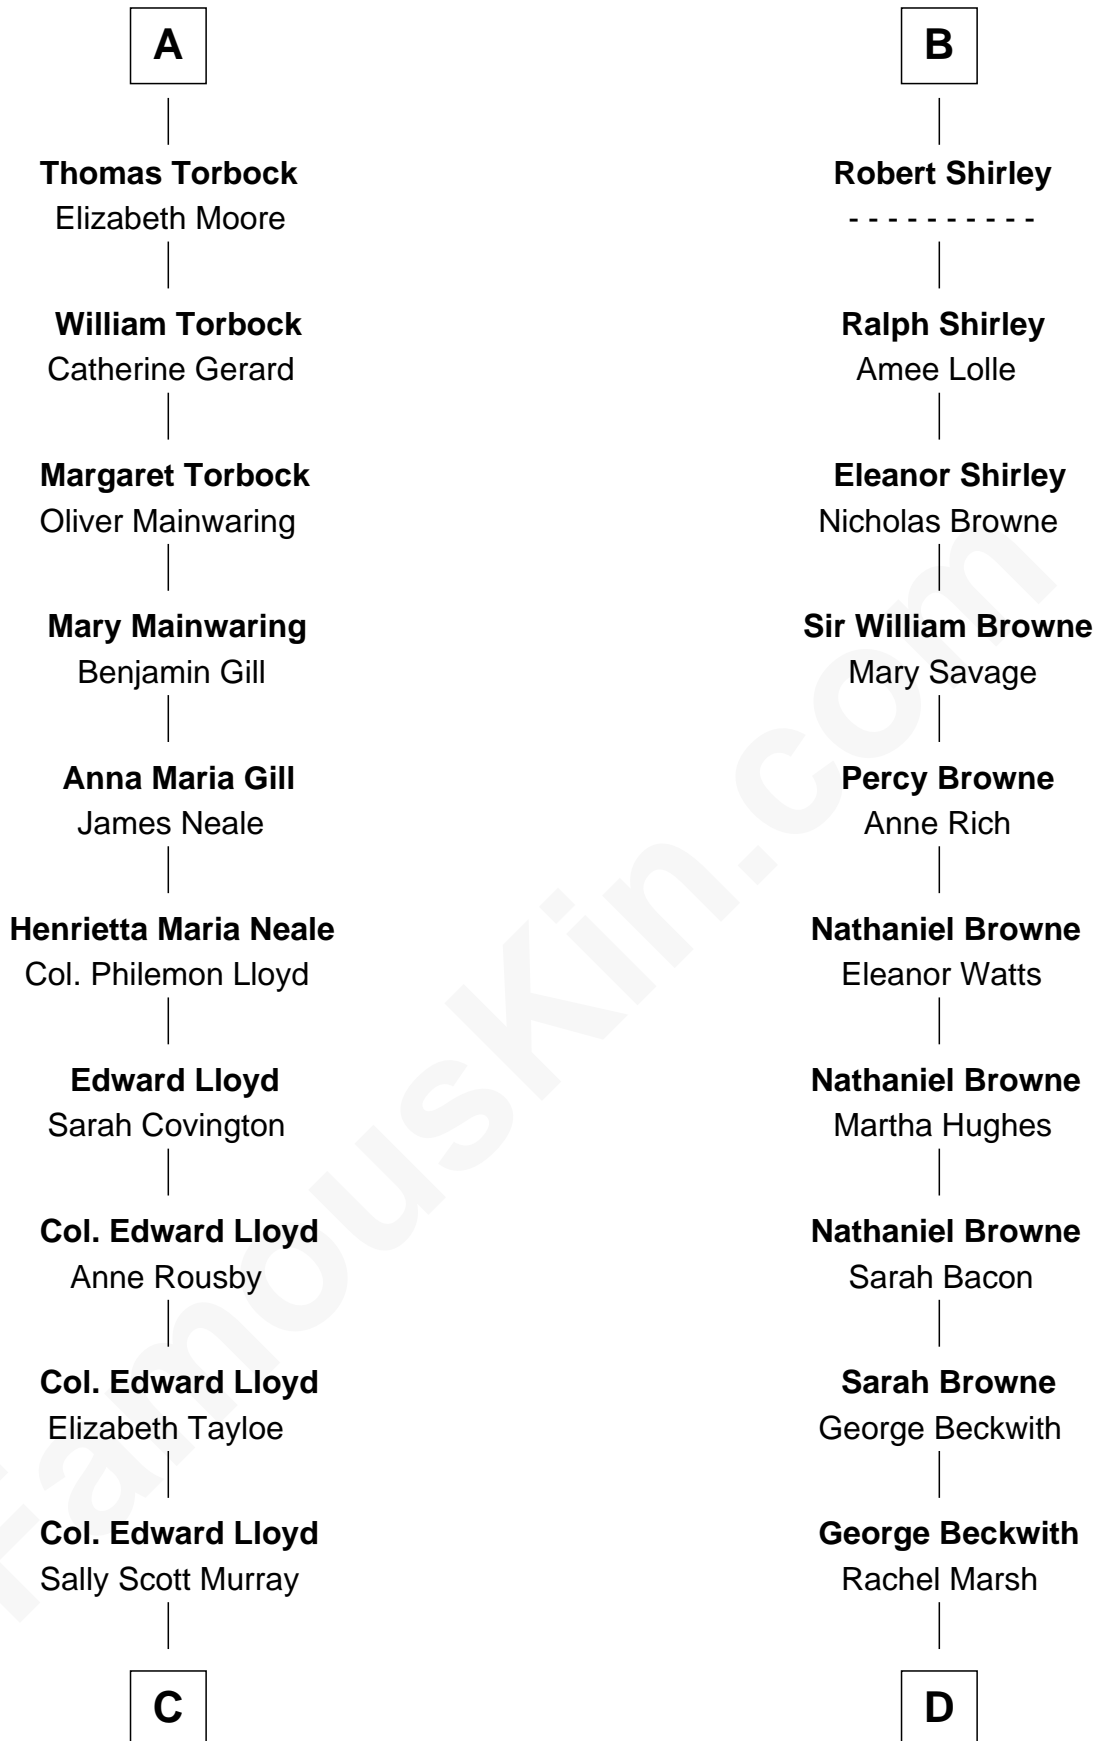 A
Thomas Torbock
Elizabeth Moore
William Torbock
Catherine Gerard
Margaret Torbock
Oliver Mainwaring
Mary Mainwaring
Benjamin Gill
Anna Maria Gill
James Neale
Henrietta Maria Neale
Col. Philemon Lloyd
Edward Lloyd
Sarah Covington
Col. Edward Lloyd
Anne Rousby
Col. Edward Lloyd
Elizabeth Tayloe
Col. Edward Lloyd
Sally Scott Murray
C
B
Robert Shirley
- - - - - - - - - -
Ralph Shirley
Amee Lolle
Eleanor Shirley
Nicholas Browne
Sir William Browne
Mary Savage
Percy Browne
Anne Rich
Nathaniel Browne
Eleanor Watts
Nathaniel Browne
Martha Hughes
Nathaniel Browne
Sarah Bacon
Sarah Browne
George Beckwith
George Beckwith
Rachel Marsh
D
FamousKin.com